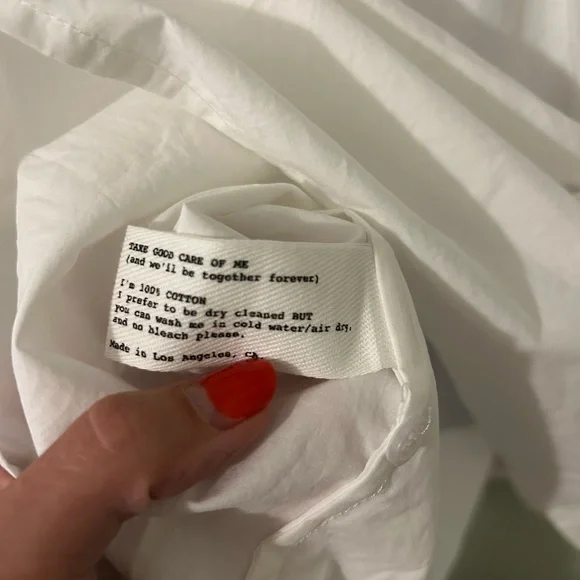 TAKE GOOD CARE OF ME
(and we'll be together forever)
I'm 100% COTTON
I prefer to be dry cleaned BUT
you can wash me in cold water/air dry.
and no bleach please.
Made in Los Angeles, CA